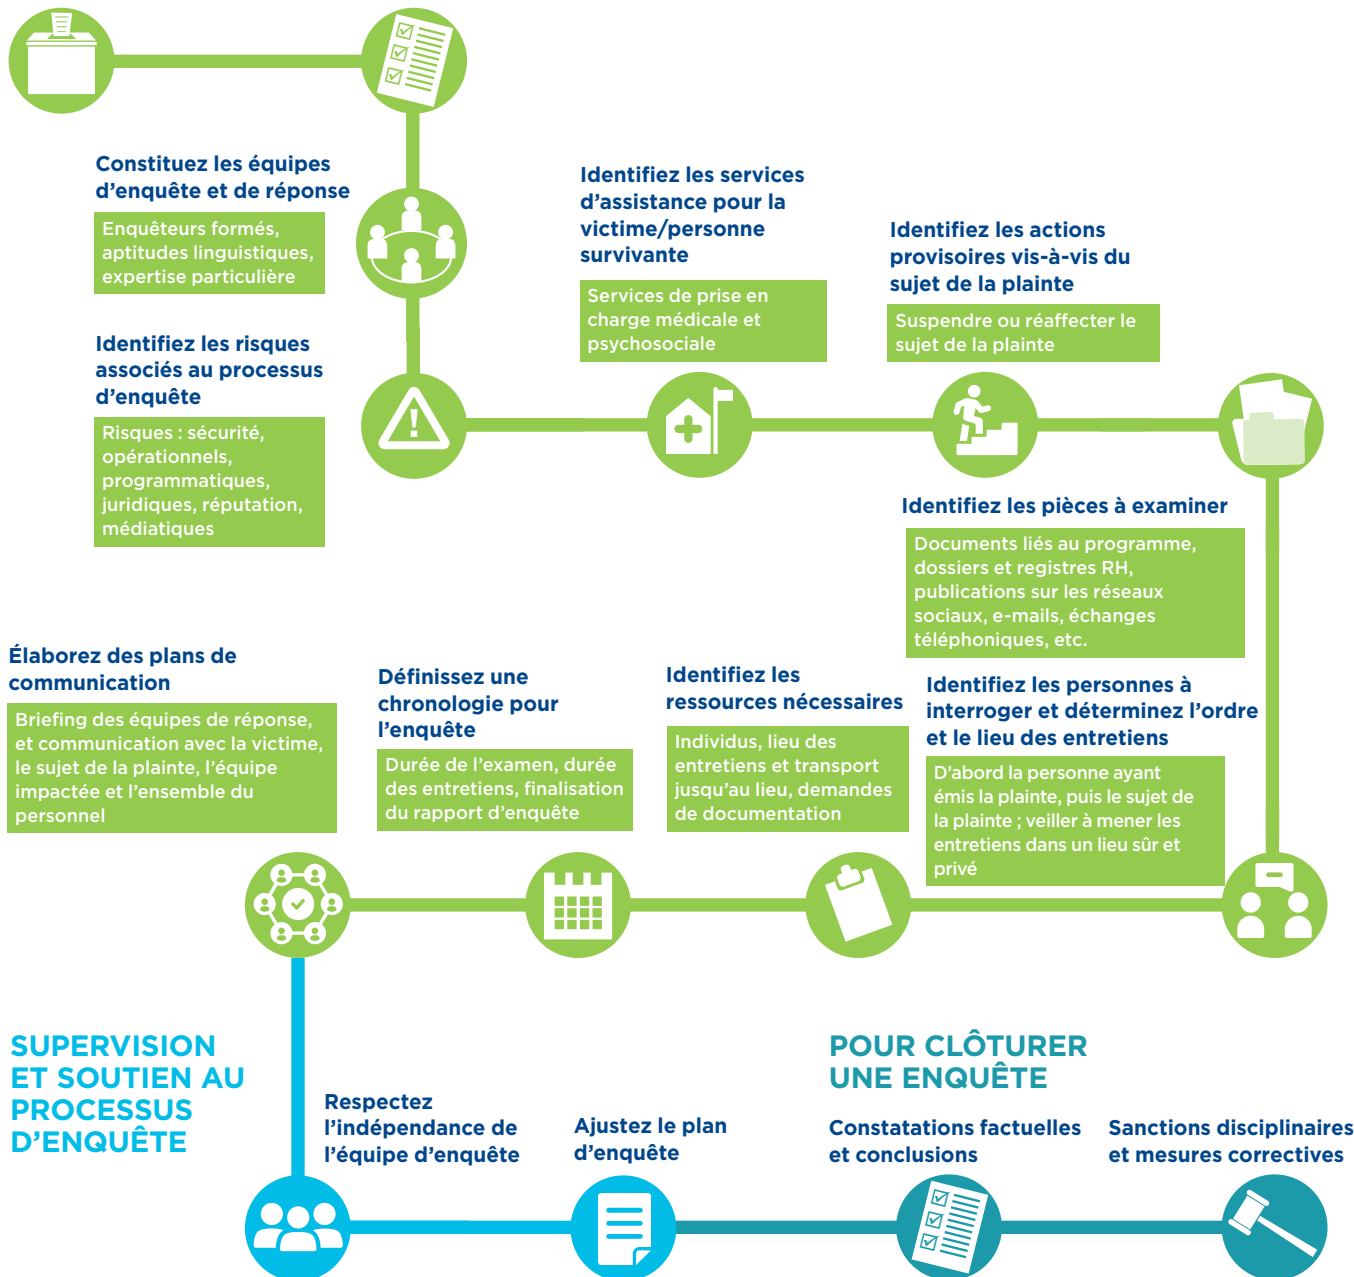 Constituez les équipes
d’enquête et de réponse
Enquêteurs formés,
aptitudes linguistiques,
expertise particulière
Identifiez les risques
associés au processus
d’enquête
Risques : sécurité,
opérationnels,
programmatiques,
juridiques, réputation,
médiatiques
Identifiez les services
d’assistance pour la
victime/personne
survivante
Services de prise en
charge médicale et
psychosociale
Identifiez les actions
provisoires vis-à-vis du
sujet de la plainte
Suspendre ou réaffecter le
sujet de la plainte
Identifiez les pièces à examiner
Documents liés au programme,
dossiers et registres RH,
publications sur les réseaux
sociaux, e-mails, échanges
téléphoniques, etc.
Identifiez les personnes à
interroger et déterminez l’ordre
et le lieu des entretiens
D’abord la personne ayant
émis la plainte, puis le sujet de
la plainte ; veiller à mener les
entretiens dans un lieu sûr et
privé
Identifiez les
ressources nécessaires
Individus, lieu des
entretiens et transport
jusqu’au lieu, demandes
de documentation
Définissez une
chronologie pour
l’enquête
Durée de l’examen, durée
des entretiens, finalisation
du rapport d’enquête
Élaborez des plans de
communication
Briefing des équipes de réponse,
et communication avec la victime,
le sujet de la plainte, l’équipe
impactée et l’ensemble du
personnel
SUPERVISION
ET SOUTIEN AU
PROCESSUS
D’ENQUÊTE
Respectez
l’indépendance de
l’équipe d’enquête
Ajustez le plan
d’enquête
POUR CLÔTURER
UNE ENQUÊTE
Constatations factuelles
et conclusions
Sanctions disciplinaires
et mesures correctives